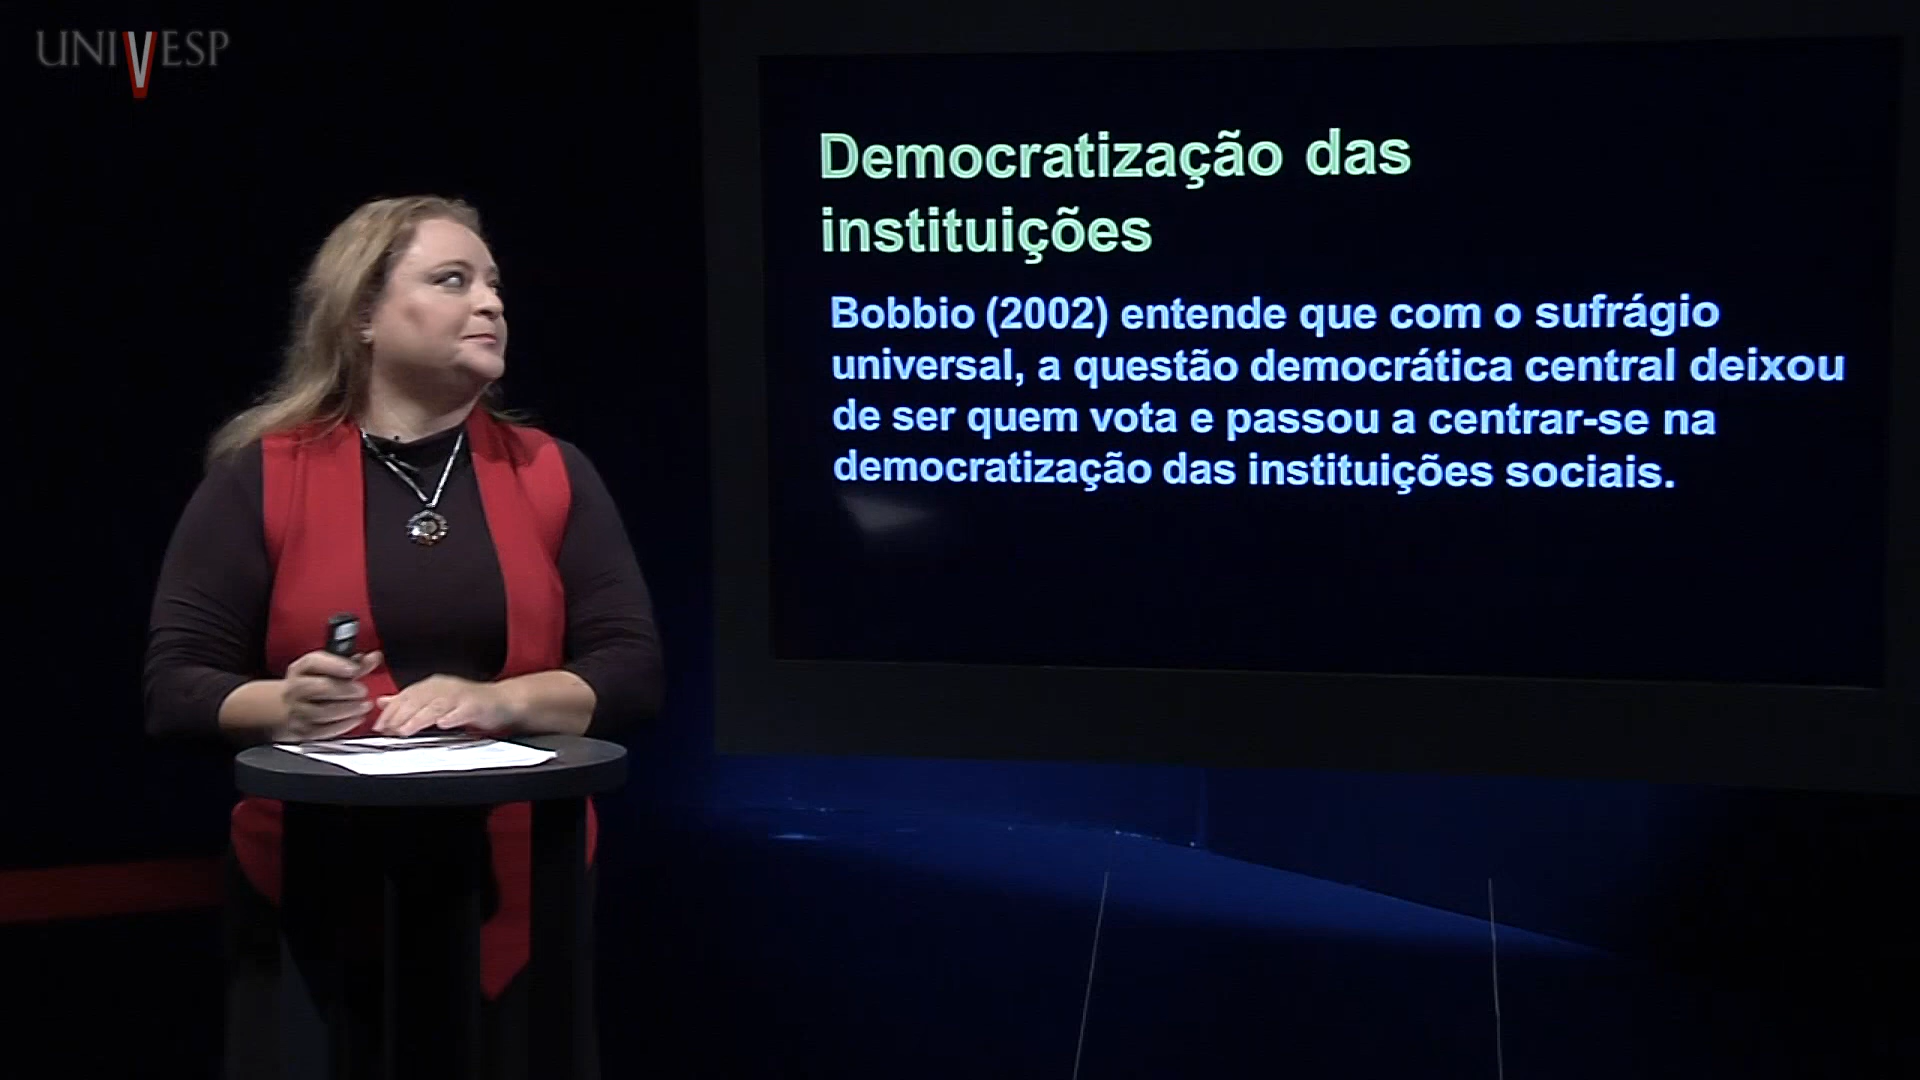 UNIVESP
Democratização das
instituições
Bobbio (2002) entende que com o sufrágio
universal, a questão democrática central deixou
de ser quem vota e passou a centrar-se na
democratização das instituições sociais.